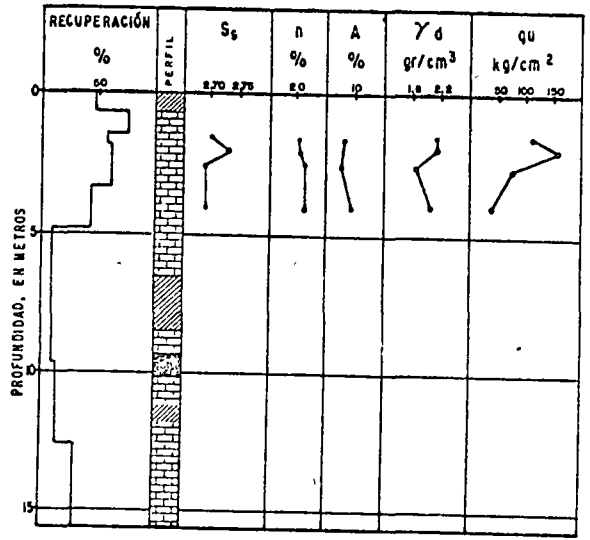 RECUPERACIÓN
%
50
PERFIL
Ss
2,70 2,75
n
%
20
A
%
10
γ d
gr/cm³
1,8 2,2
qu
kg/cm²
50 100 150
0
5
10
15
PROFUNDIDAD, EN METROS